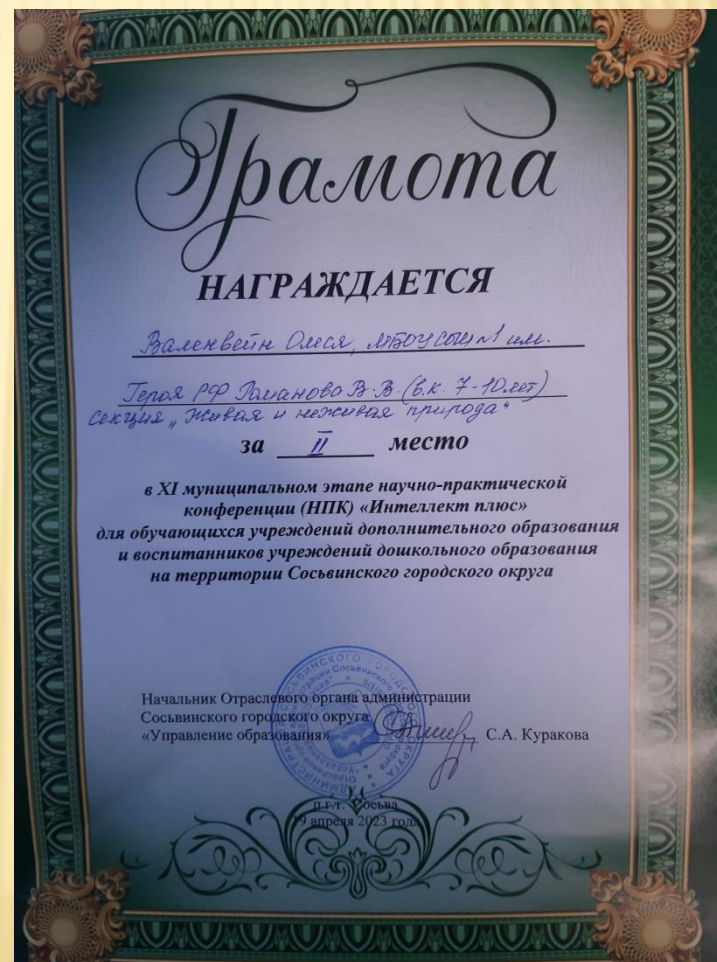 Грамота
НАГРАЖДАЕТСЯ
Валенвейн Олеся, МБОУ СОШ №1 им.
Героя РФ Романова В.В. (в.к. 7-10 лет)
секция „Живая и неживая природа“
за II место
в XI муниципальном этапе научно-практической
конференции (НПК) «Интеллект плюс»
для обучающихся учреждений дополнительного образования
и воспитанников учреждений дошкольного образования
на территории Сосьвинского городского округа
Начальник Отраслевого органа администрации
Сосьвинского городского округа
«Управление образования» С.А. Куракова
п.г.т. Сосьва
19 апреля 2023 года